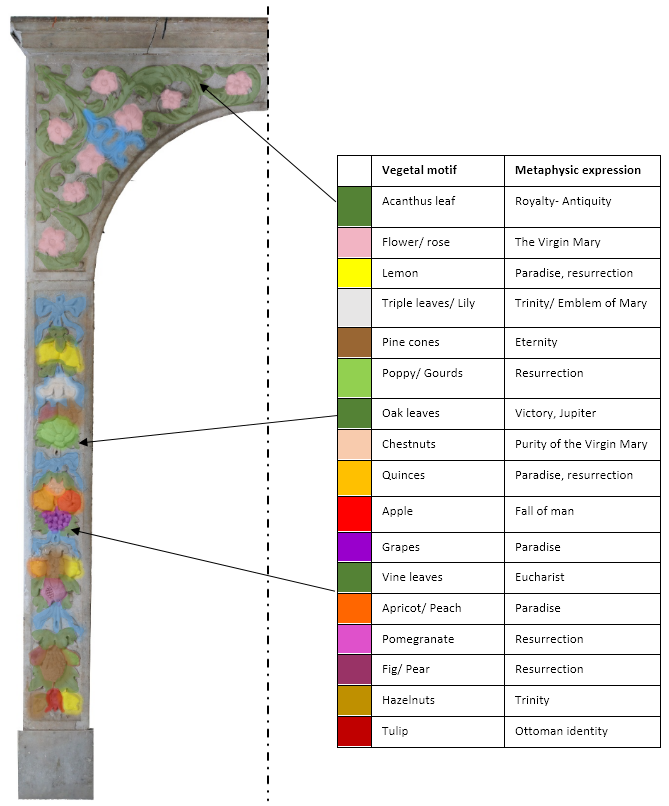 Vegetal motif Metaphysic expression
Acanthus leaf Royalty- Antiquity
Flower/ rose The Virgin Mary
Lemon Paradise, resurrection
Triple leaves/ Lily Trinity/ Emblem of Mary
Pine cones Eternity
Poppy/ Gourds Resurrection
Oak leaves Victory, Jupiter
Chestnuts Purity of the Virgin Mary
Quinces Paradise, resurrection
Apple Fall of man
Grapes Paradise
Vine leaves Eucharist
Apricot/ Peach Paradise
Pomegranate Resurrection
Fig/ Pear Resurrection
Hazelnuts Trinity
Tulip Ottoman identity